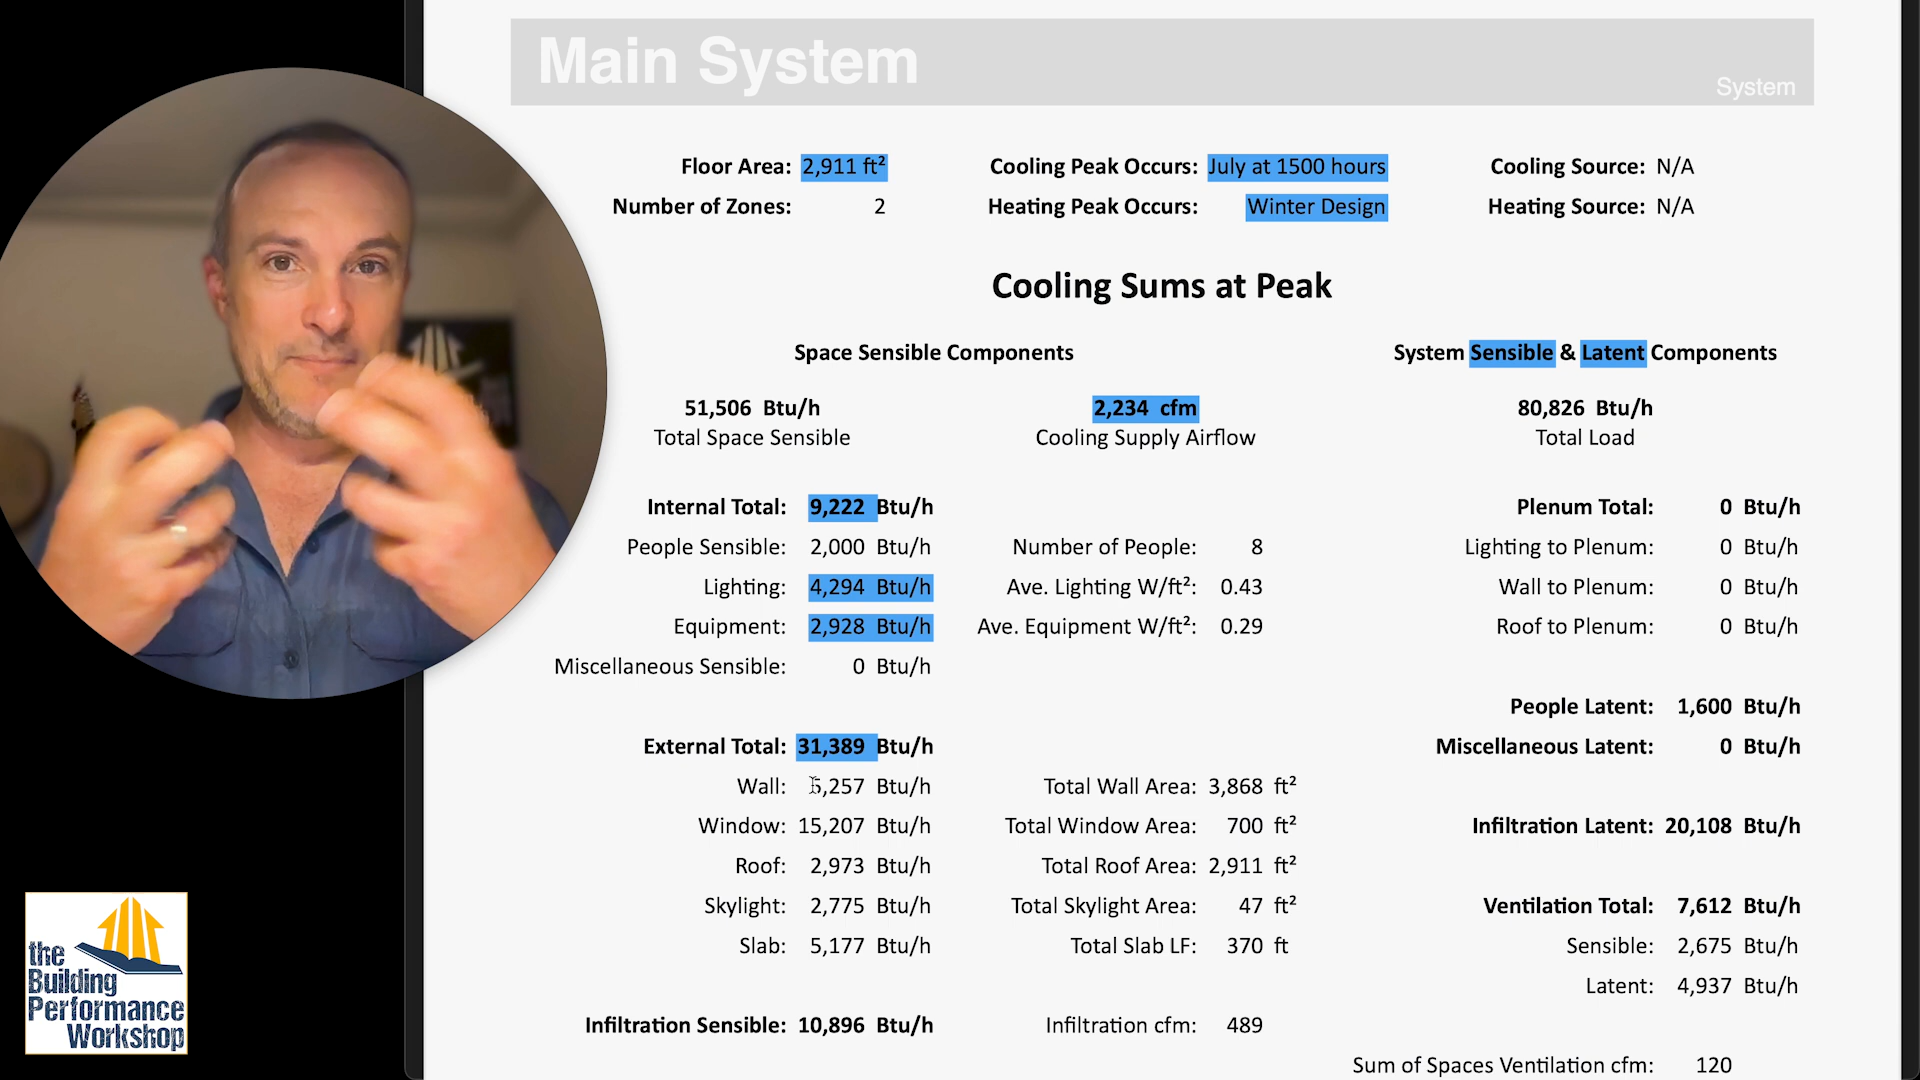 Main System
System
Floor Area: 2,911 ft² Cooling Peak Occurs: July at 1500 hours Cooling Source: N/A
Number of Zones: 2 Heating Peak Occurs: Winter Design Heating Source: N/A
Cooling Sums at Peak
Space Sensible Components System Sensible & Latent Components
51,506 Btu/h 2,234 cfm 80,826 Btu/h
Total Space Sensible Cooling Supply Airflow Total Load
Internal Total: 9,222 Btu/h Plenum Total: 0 Btu/h
People Sensible: 2,000 Btu/h Number of People: 8 Lighting to Plenum: 0 Btu/h
Lighting: 4,294 Btu/h Ave. Lighting W/ft²: 0.43 Wall to Plenum: 0 Btu/h
Equipment: 2,928 Btu/h Ave. Equipment W/ft²: 0.29 Roof to Plenum: 0 Btu/h
Miscellaneous Sensible: 0 Btu/h
People Latent: 1,600 Btu/h
External Total: 31,389 Btu/h Miscellaneous Latent: 0 Btu/h
Wall: 5,257 Btu/h Total Wall Area: 3,868 ft²
Window: 15,207 Btu/h Total Window Area: 700 ft² Infiltration Latent: 20,108 Btu/h
Roof: 2,973 Btu/h Total Roof Area: 2,911 ft²
Skylight: 2,775 Btu/h Total Skylight Area: 47 ft² Ventilation Total: 7,612 Btu/h
Slab: 5,177 Btu/h Total Slab LF: 370 ft Sensible: 2,675 Btu/h
Latent: 4,937 Btu/h
Infiltration Sensible: 10,896 Btu/h Infiltration cfm: 489
Sum of Spaces Ventilation cfm: 120
the
Building
Performance
Workshop